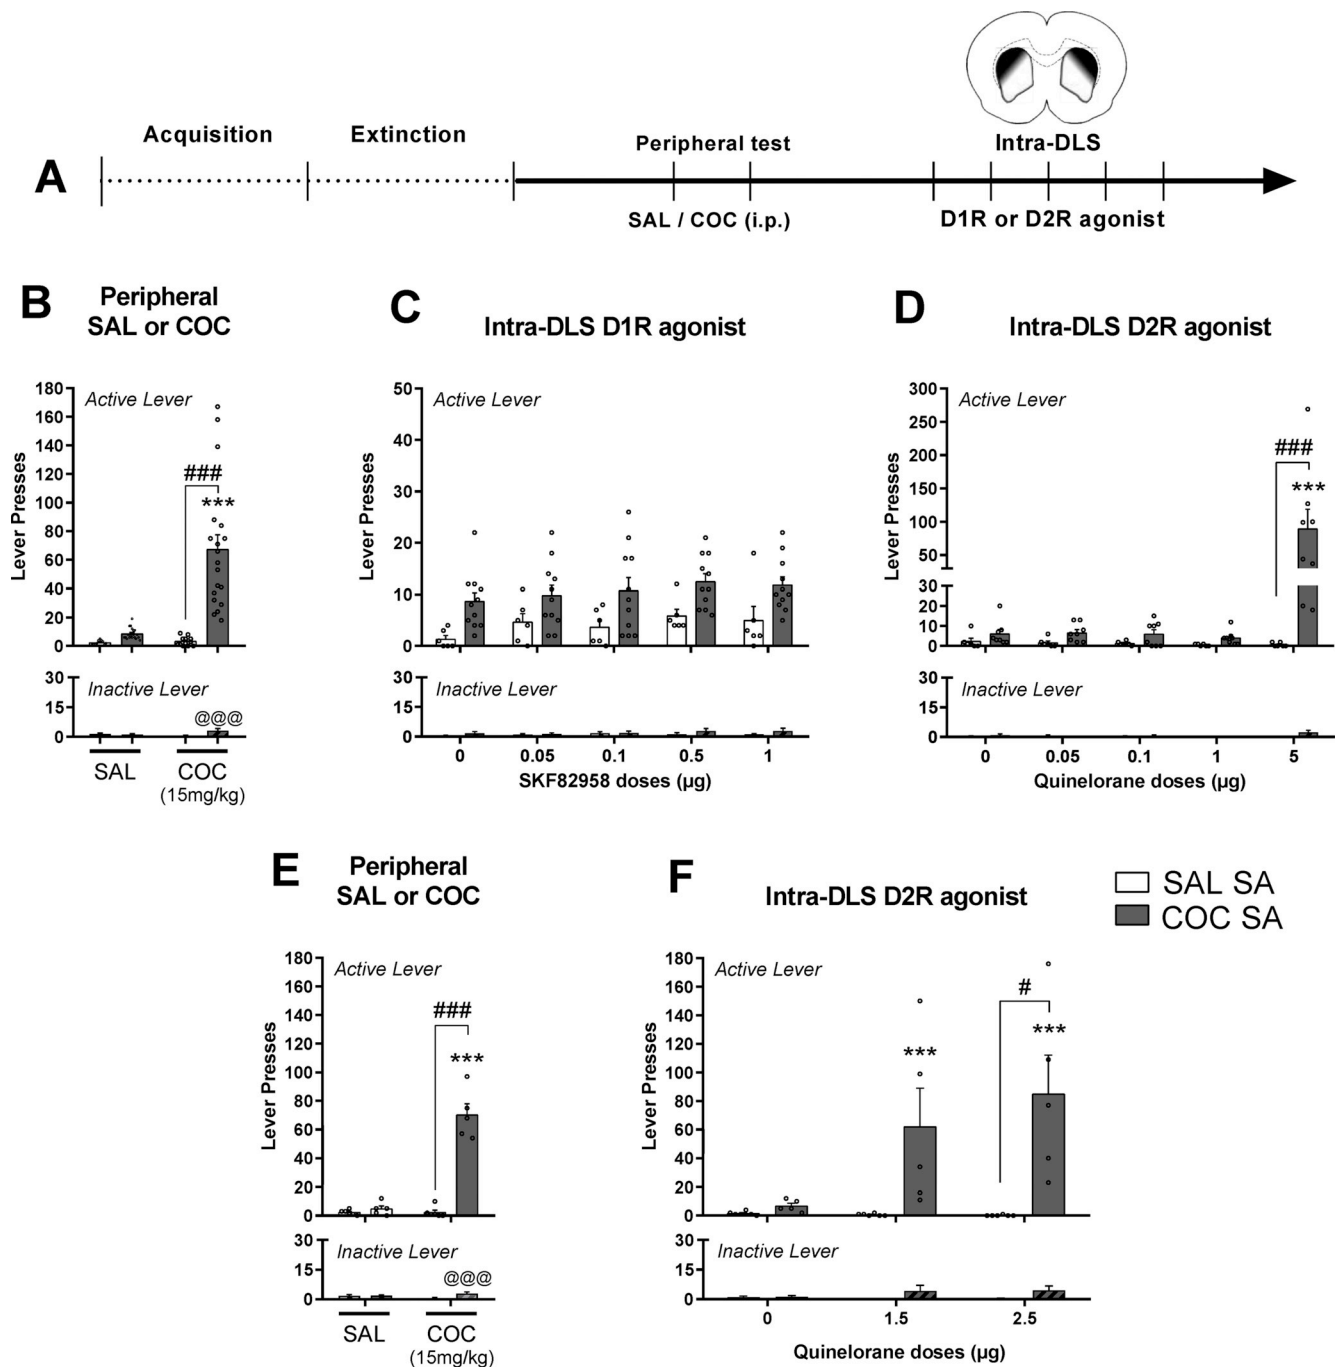 A
Acquisition
Extinction
Peripheral test
SAL / COC (i.p.)
Intra-DLS
D1R or D2R agonist
B
Peripheral
SAL or COC
Lever Presses
180
160
140
120
100
80
60
40
20
0
Active Lever
###
***
30
15
0
Inactive Lever
@@@
SAL
COC
(15mg/kg)
C
Intra-DLS D1R agonist
Lever Presses
50
40
30
20
10
0
Active Lever
30
15
0
Inactive Lever
0 0.05 0.1 0.5 1
SKF82958 doses (µg)
D
Intra-DLS D2R agonist
Lever Presses
300
250
200
150
100
50
30
20
10
0
Active Lever
###
***
30
15
0
Inactive Lever
0 0.05 0.1 1 5
Quinelorane doses (µg)
E
Peripheral
SAL or COC
Lever Presses
180
160
140
120
100
80
60
40
20
0
Active Lever
###
***
30
15
0
Inactive Lever
@@@
SAL
COC
(15mg/kg)
F
Intra-DLS D2R agonist
SAL SA
COC SA
Lever Presses
180
160
140
120
100
80
60
40
20
0
Active Lever
***
#
***
30
15
0
Inactive Lever
0 1.5 2.5
Quinelorane doses (µg)